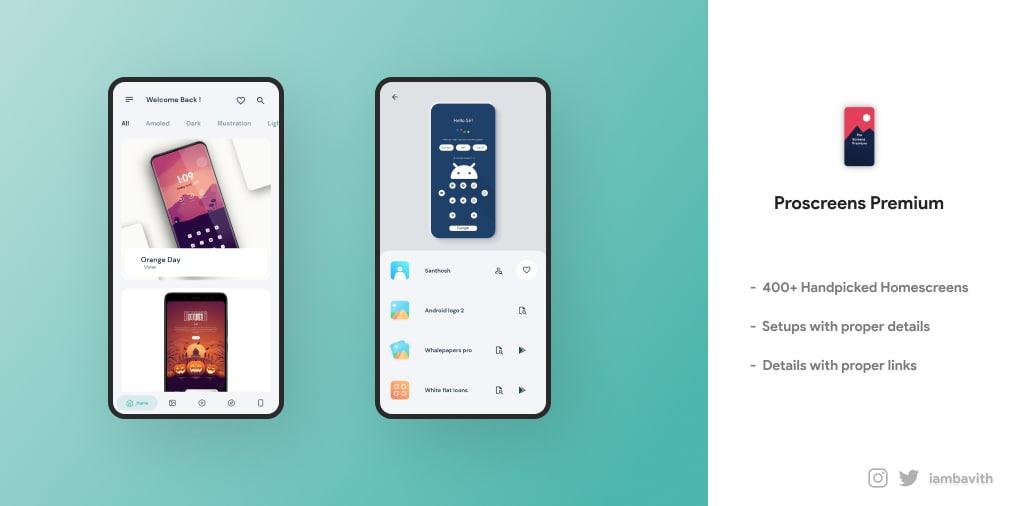 Welcome Back !
All Amoled Dark Illustration Ligh
1:09
Orange Day
Vishal
Home
Hello Sir!
Google
Santhosh
Android logo 2
Whalepapers pro
White flat icons
Pro
Screens
Premium
Proscreens Premium
- 400+ Handpicked Homescreens
- Setups with proper details
- Details with proper links
iambavith